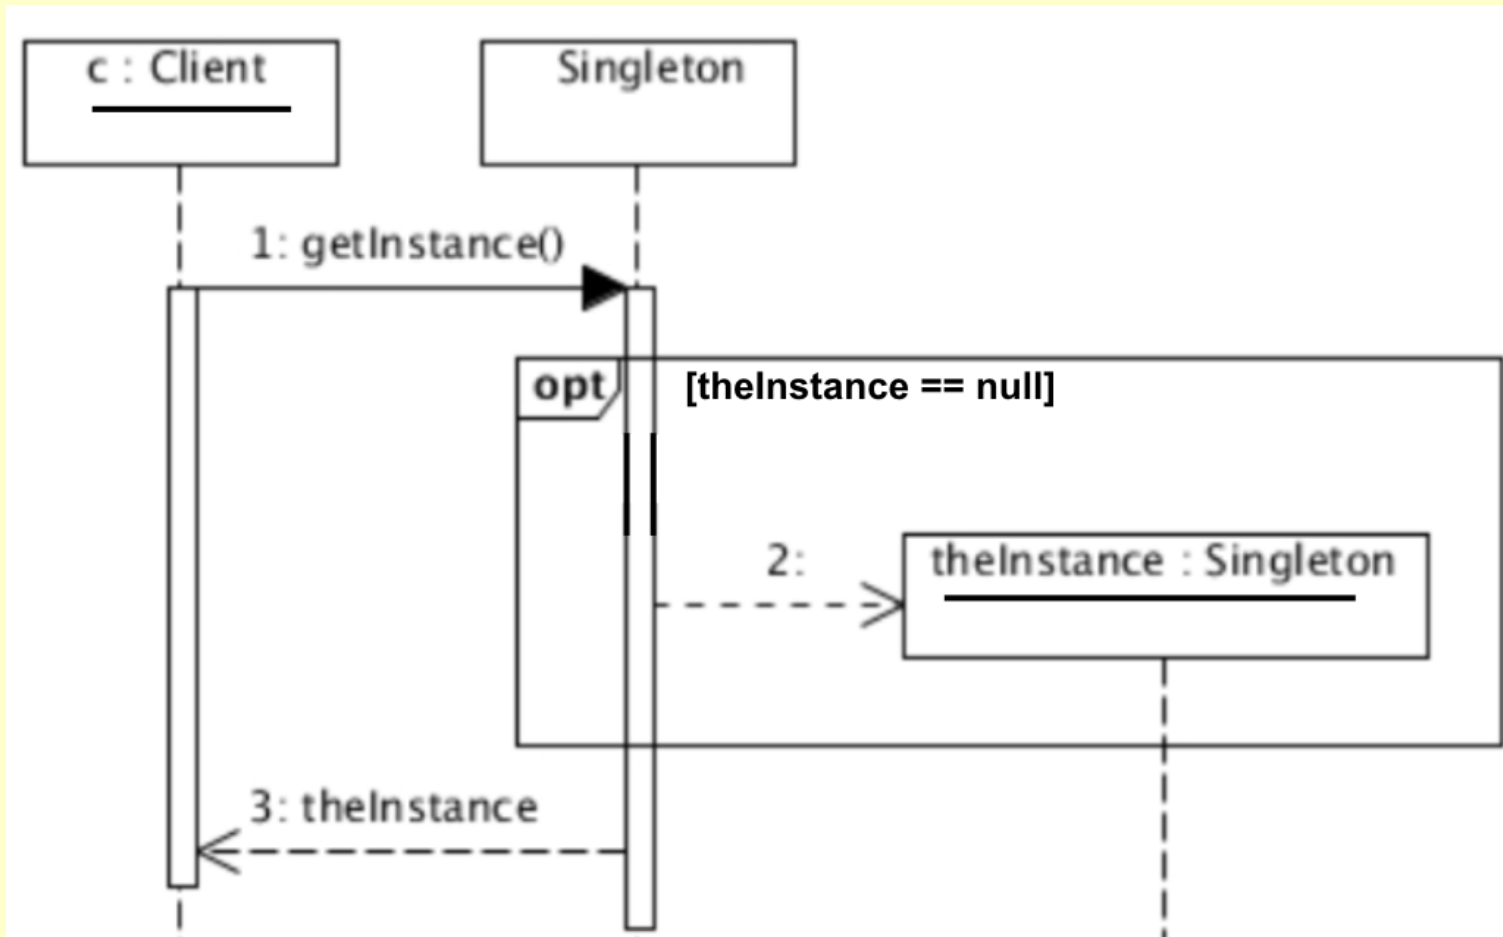 c : Client
Singleton
1: getInstance()
opt
[theInstance == null]
2:
theInstance : Singleton
3: theInstance